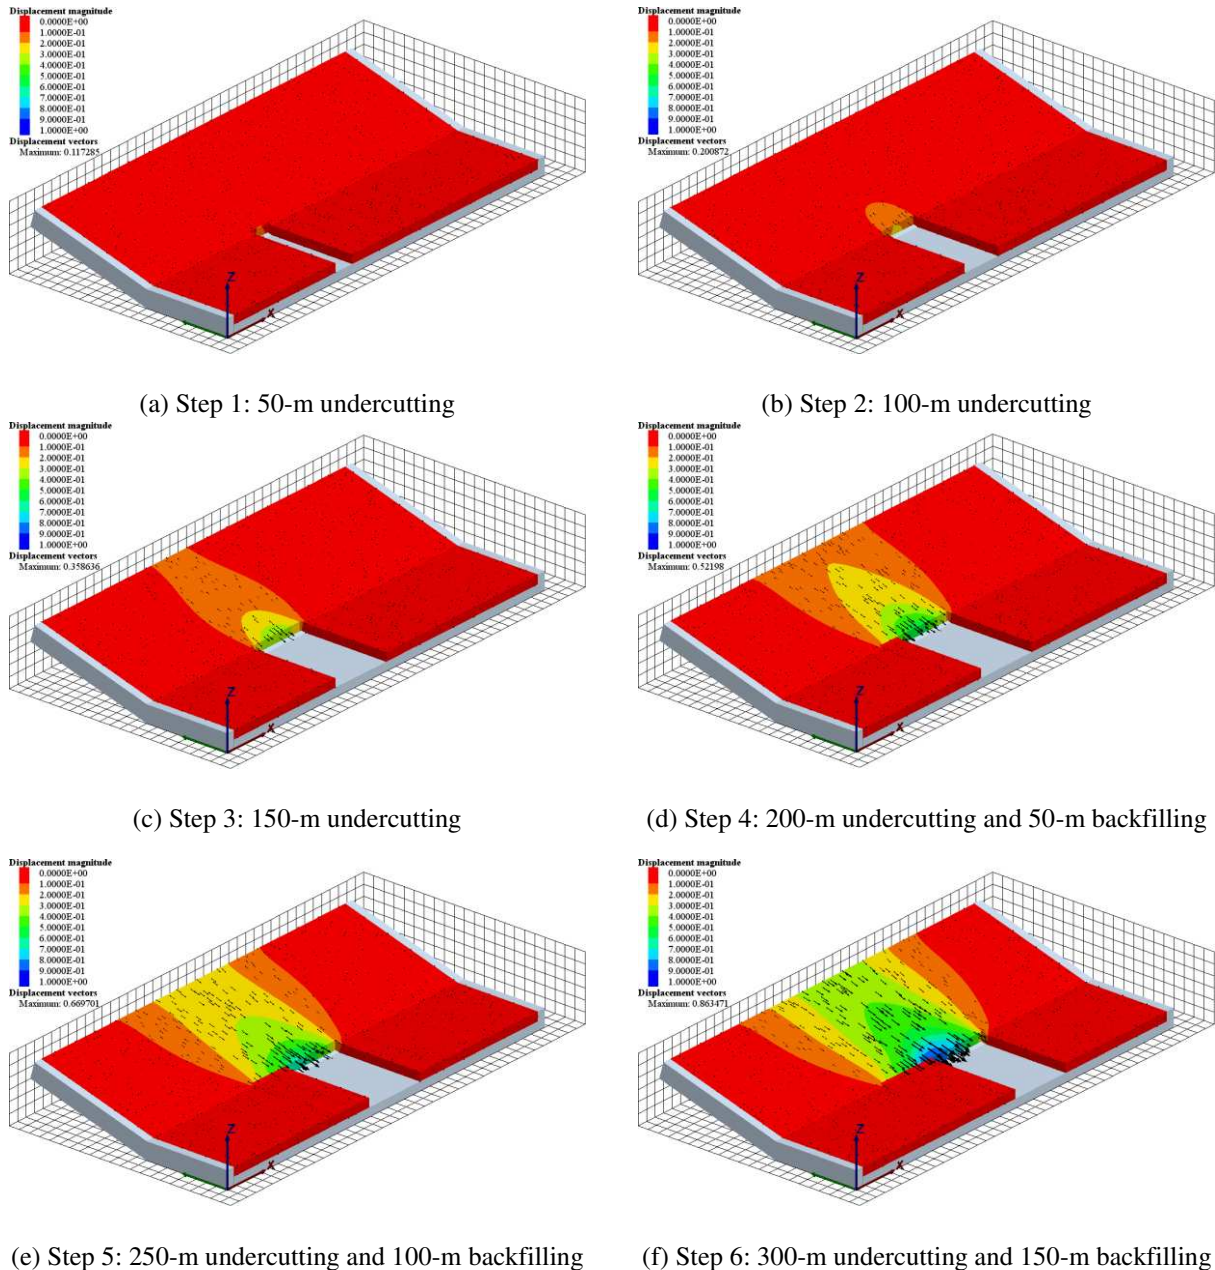 Displacement magnitude
0.0000E+00
1.0000E-01
2.0000E-01
3.0000E-01
4.0000E-01
5.0000E-01
6.0000E-01
7.0000E-01
8.0000E-01
9.0000E-01
1.0000E+00
Displacement vectors
Maximum: 0.117285
Z
X
(a) Step 1: 50-m undercutting
Displacement magnitude
0.0000E+00
1.0000E-01
2.0000E-01
3.0000E-01
4.0000E-01
5.0000E-01
6.0000E-01
7.0000E-01
8.0000E-01
9.0000E-01
1.0000E+00
Displacement vectors
Maximum: 0.200872
Z
X
(b) Step 2: 100-m undercutting
Displacement magnitude
0.0000E+00
1.0000E-01
2.0000E-01
3.0000E-01
4.0000E-01
5.0000E-01
6.0000E-01
7.0000E-01
8.0000E-01
9.0000E-01
1.0000E+00
Displacement vectors
Maximum: 0.358636
Z
X
(c) Step 3: 150-m undercutting
Displacement magnitude
0.0000E+00
1.0000E-01
2.0000E-01
3.0000E-01
4.0000E-01
5.0000E-01
6.0000E-01
7.0000E-01
8.0000E-01
9.0000E-01
1.0000E+00
Displacement vectors
Maximum: 0.52198
Z
X
(d) Step 4: 200-m undercutting and 50-m backfilling
Displacement magnitude
0.0000E+00
1.0000E-01
2.0000E-01
3.0000E-01
4.0000E-01
5.0000E-01
6.0000E-01
7.0000E-01
8.0000E-01
9.0000E-01
1.0000E+00
Displacement vectors
Maximum: 0.669701
Z
X
(e) Step 5: 250-m undercutting and 100-m backfilling
Displacement magnitude
0.0000E+00
1.0000E-01
2.0000E-01
3.0000E-01
4.0000E-01
5.0000E-01
6.0000E-01
7.0000E-01
8.0000E-01
9.0000E-01
1.0000E+00
Displacement vectors
Maximum: 0.863471
Z
X
(f) Step 6: 300-m undercutting and 150-m backfilling